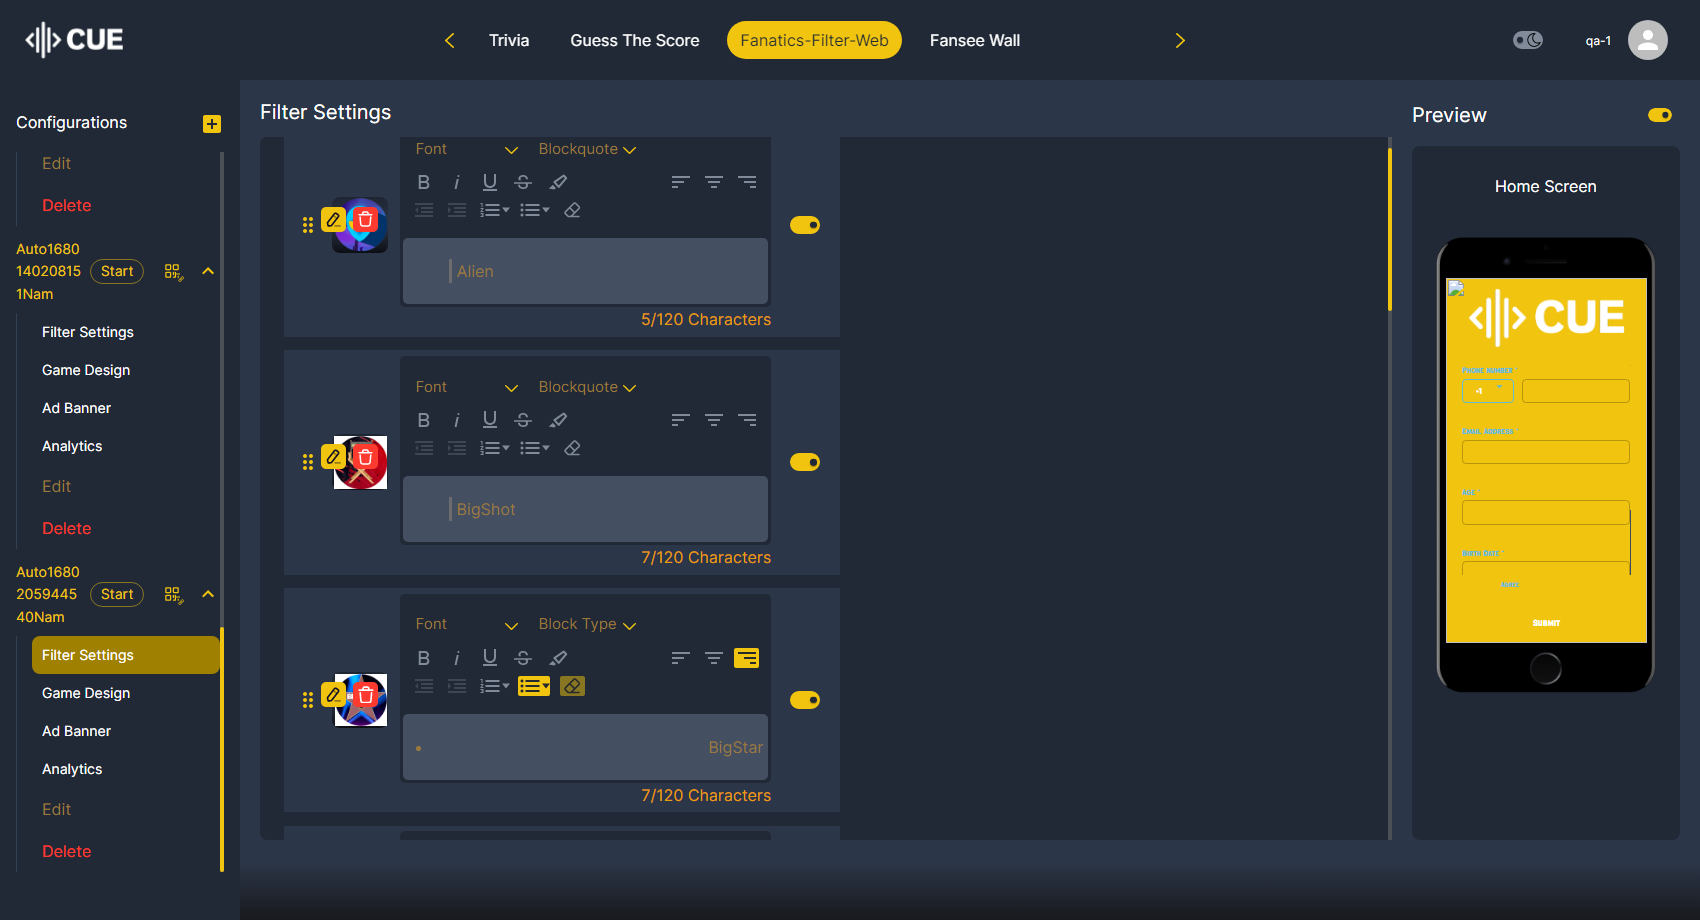 CUE
Trivia
Guess The Score
Fanatics-Filter-Web
Fansee Wall
qa-1
Configurations
Edit
Delete
Auto1680
14020815
1Nam
Start
Filter Settings
Game Design
Ad Banner
Analytics
Edit
Delete
Auto1680
2059445
40Nam
Start
Filter Settings
Game Design
Ad Banner
Analytics
Edit
Delete
Filter Settings
Font
Blockquote
Alien
5/120 Characters
Font
Blockquote
BigShot
7/120 Characters
Font
Block Type
• BigStar
7/120 Characters
Preview
Home Screen
CUE
Phone Number *
+1
Email Address *
Age *
Birth Date *
Submit